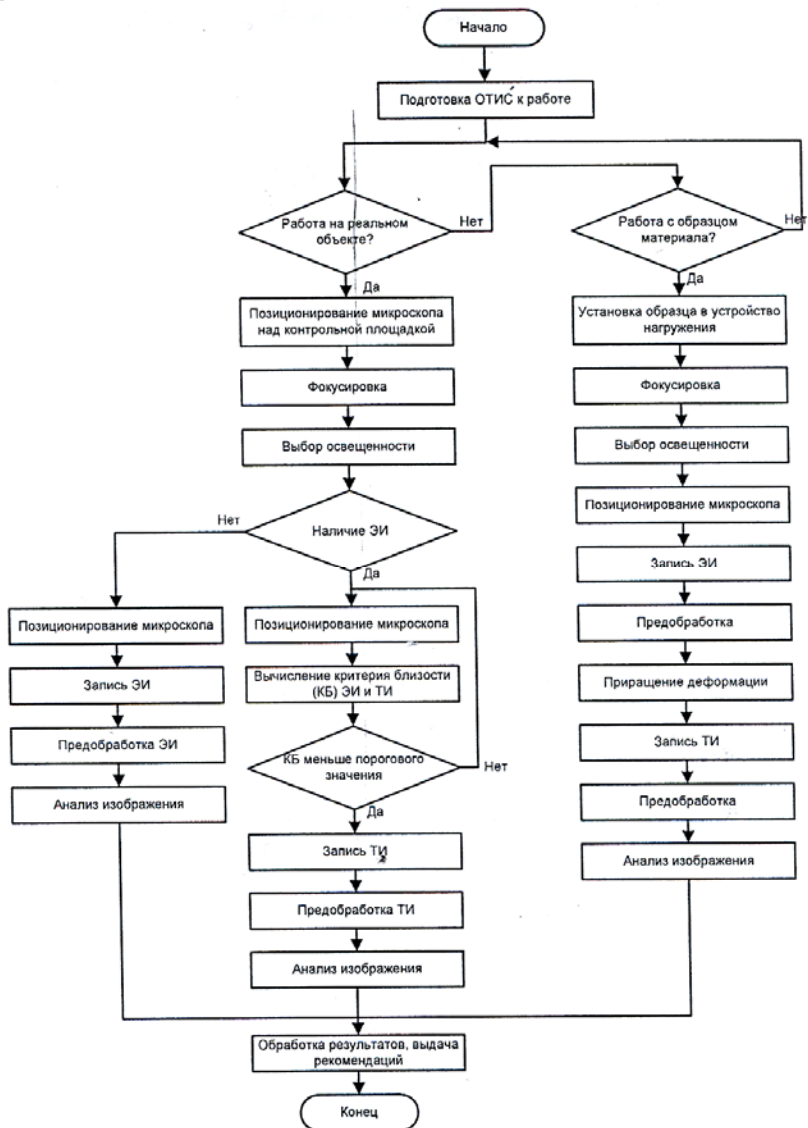 Начало
Подготовка ОТИС к работе
Работа на реальном
объекте?
Нет
Да
Работа с образцом
материала?
Нет
Да
Позиционирование микроскопа
над контрольной площадкой
Фокусировка
Выбор освещенности
Наличие ЭИ
Нет
Да
Позиционирование микроскопа
Запись ЭИ
Предобработка ЭИ
Анализ изображения
Позиционирование микроскопа
Вычисление критерия близости
(КБ) ЭИ и ТИ
КБ меньше порогового
значения
Нет
Да
Запись ТИ
Предобработка ТИ
Анализ изображения
Установка образца в устройство
нагружения
Фокусировка
Выбор освещенности
Позиционирование микроскопа
Запись ЭИ
Предобработка
Приращение деформации
Запись ТИ
Предобработка
Анализ изображения
Обработка результатов, выдача
рекомендаций
Конец